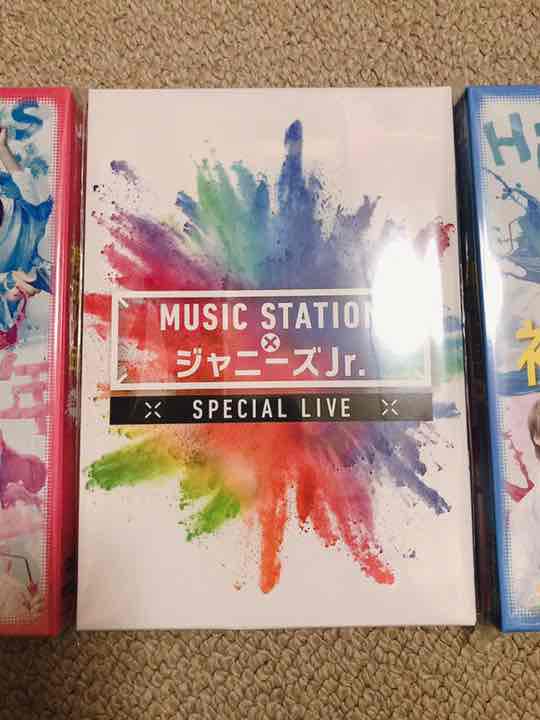 MUSIC STATION
×
ジャニーズJr.
SPECIAL LIVE